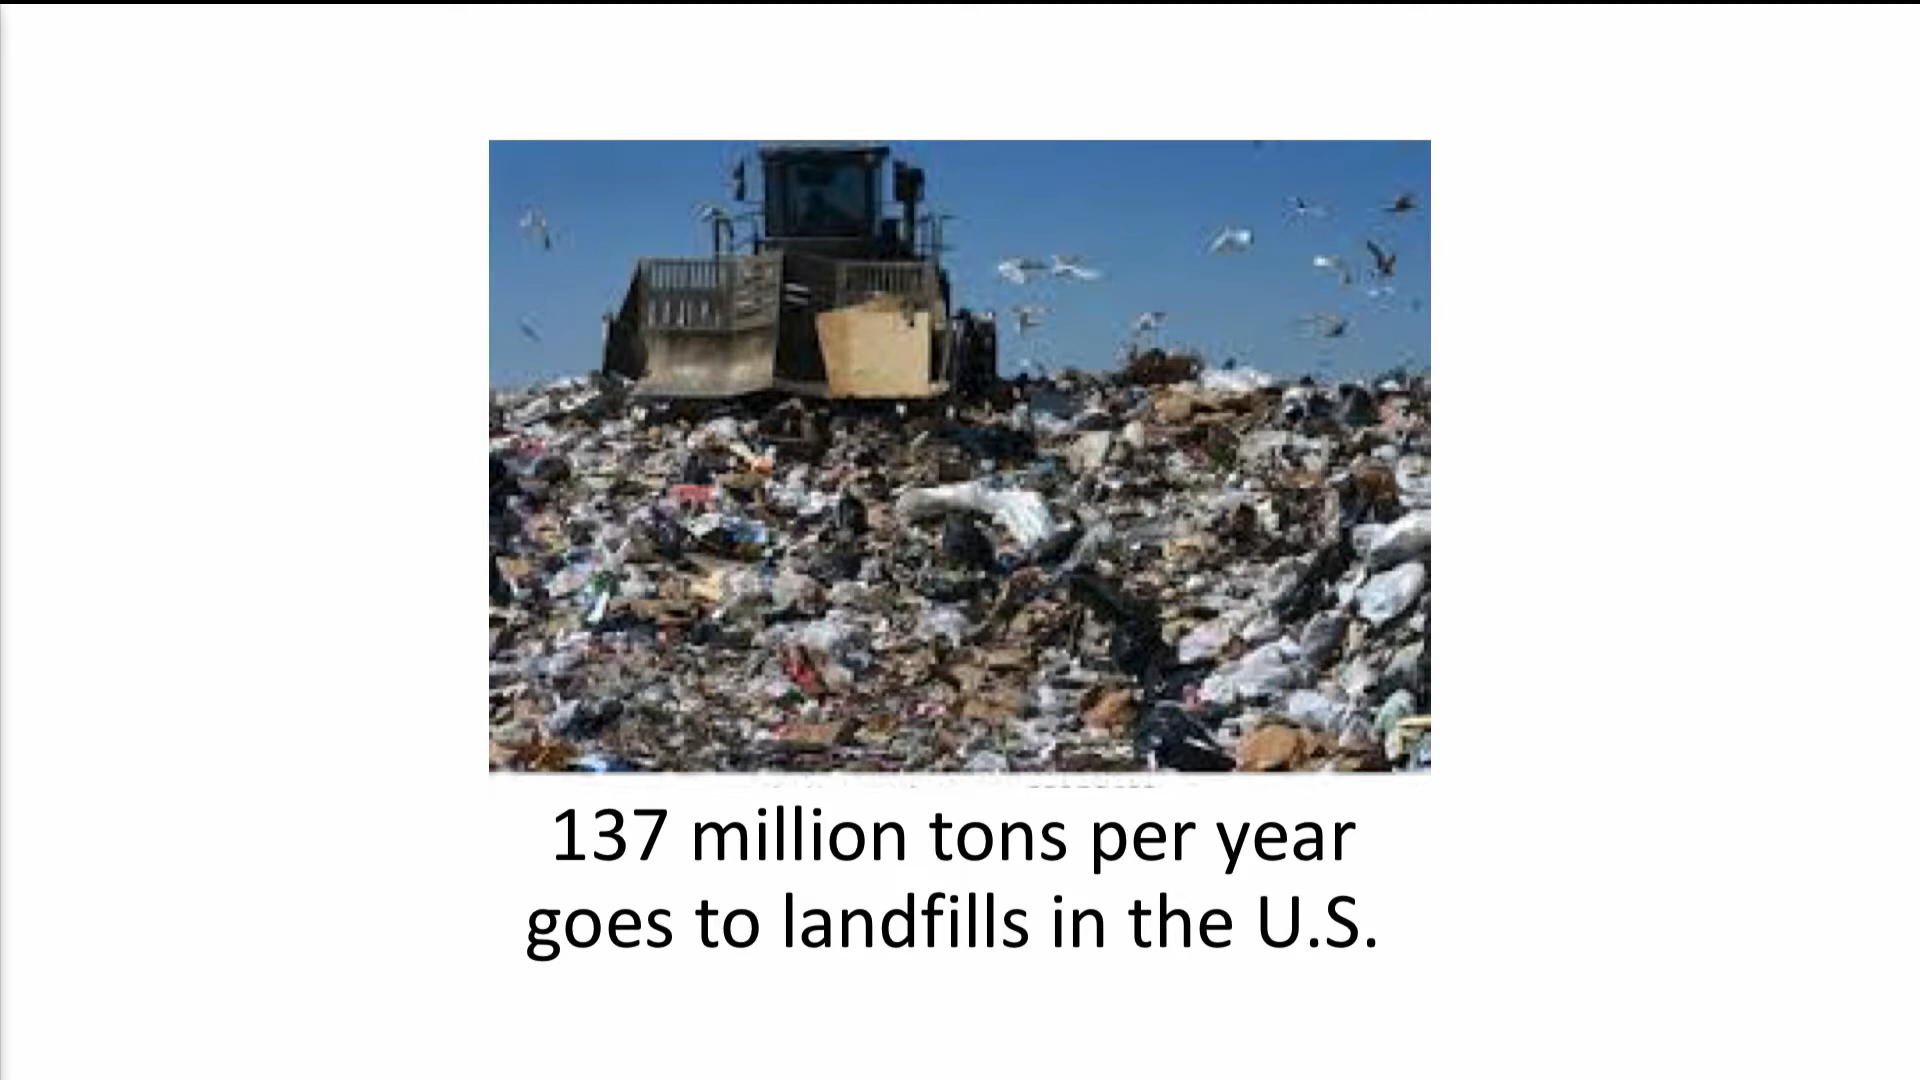 137 million tons per year
goes to landfills in the U.S.